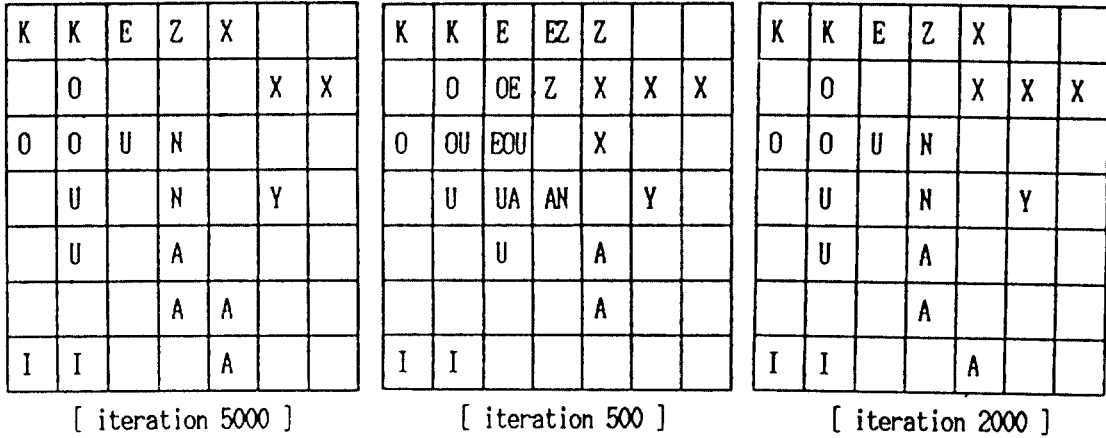 K K E Z X
O X X
O O U N
U N Y
U A
A A
I I A
[ iteration 5000 ]
K K E EZ Z
O OE Z X X X
O OU EOU X
U UA AN Y
U A
A
I I
[ iteration 500 ]
K K E Z X
O X X X
O O U N
U N Y
U A
A
I I A
[ iteration 2000 ]